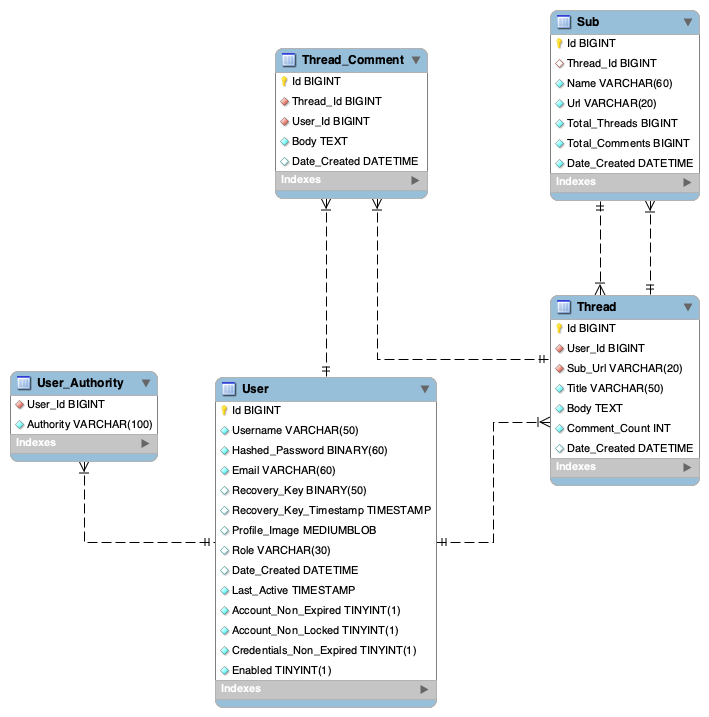 Sub
Id BIGINT
Thread_Id BIGINT
Name VARCHAR(60)
Url VARCHAR(20)
Total_Threads BIGINT
Total_Comments BIGINT
Date_Created DATETIME
Indexes
Thread_Comment
Id BIGINT
Thread_Id BIGINT
User_Id BIGINT
Body TEXT
Date_Created DATETIME
Indexes
Thread
Id BIGINT
User_Id BIGINT
Sub_Url VARCHAR(20)
Title VARCHAR(50)
Body TEXT
Comment_Count INT
Date_Created DATETIME
Indexes
User_Authority
User_Id BIGINT
Authority VARCHAR(100)
Indexes
User
Id BIGINT
Username VARCHAR(50)
Hashed_Password BINARY(60)
Email VARCHAR(60)
Recovery_Key BINARY(50)
Recovery_Key_Timestamp TIMESTAMP
Profile_Image MEDIUMBLOB
Role VARCHAR(30)
Date_Created DATETIME
Last_Active TIMESTAMP
Account_Non_Expired TINYINT(1)
Account_Non_Locked TINYINT(1)
Credentials_Non_Expired TINYINT(1)
Enabled TINYINT(1)
Indexes